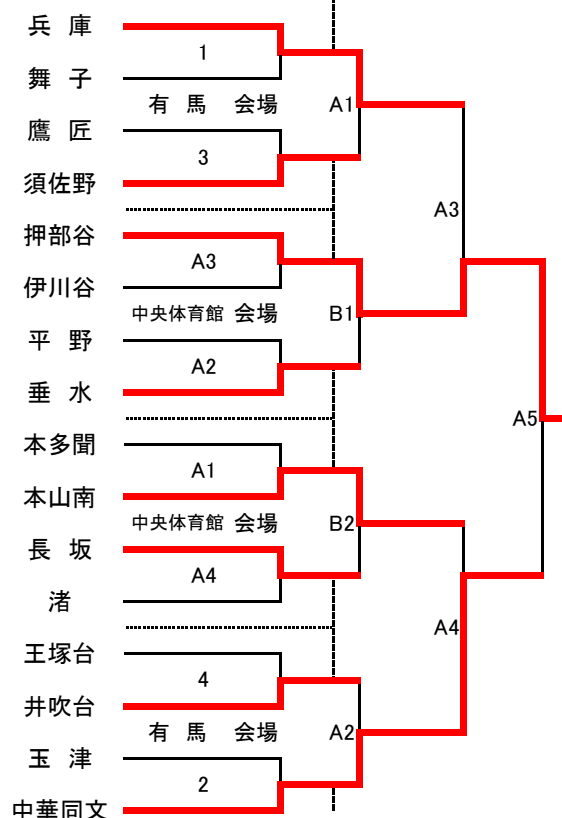 兵 庫
1
舞 子
有 馬 会場 A1
鷹 匠
3
須佐野
A3
押部谷
A3
伊川谷
中央体育館 会場 B1
平 野
A2
垂 水
A5
本多聞
A1
本山南
中央体育館 会場 B2
長 坂
A4
渚
A4
王塚台
4
井吹台
有 馬 会場 A2
玉 津
2
中華同文